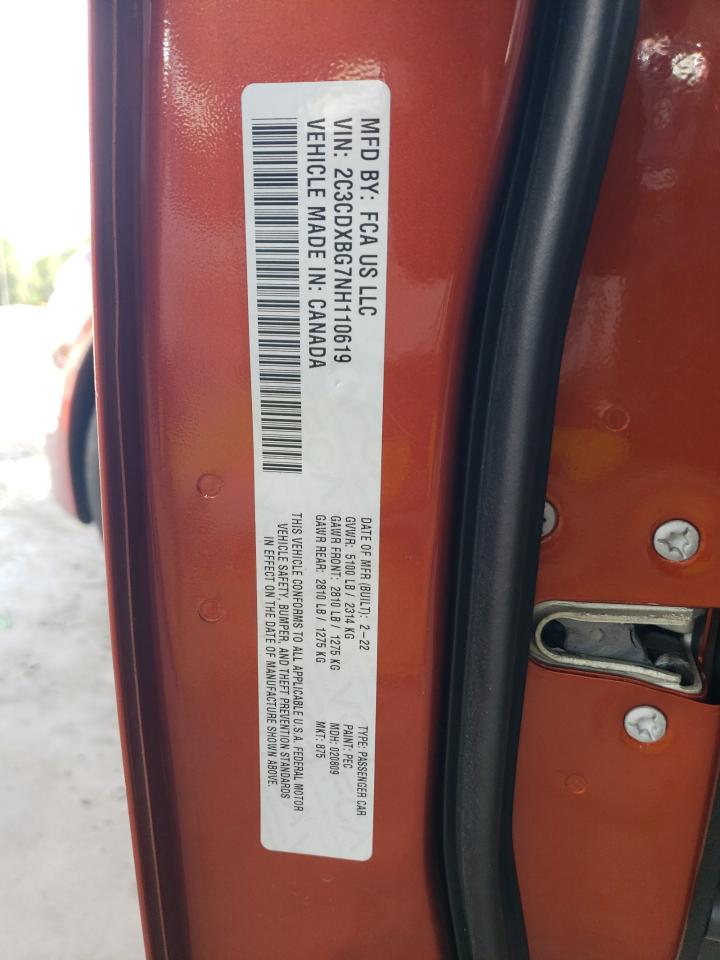 MFD BY: FCA US LLC
VIN: 2C3CDXBG7NH110619
VEHICLE MADE IN: CANADA
DATE OF MFR (BUILT): 2-22
GVWR: 5100 LB / 2314 KG
GAWR FRONT: 2810 LB / 1275 KG
GAWR REAR: 2810 LB / 1275 KG
TYPE: PASSENGER CAR
PAINT: PEC
MDH: 020809
MKT: 875
THIS VEHICLE CONFORMS TO ALL APPLICABLE U.S.A. FEDERAL MOTOR
VEHICLE SAFETY, BUMPER, AND THEFT PREVENTION STANDARDS
IN EFFECT ON THE DATE OF MANUFACTURE SHOWN ABOVE.